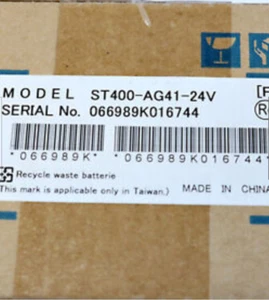 MODEL ST400-AG41-24V
SERIAL No. 066989K016744
*066989K* *066989K016744*
Recycle waste batterie
(This mark is applicable only in Taiwan.) MADE IN CHINA